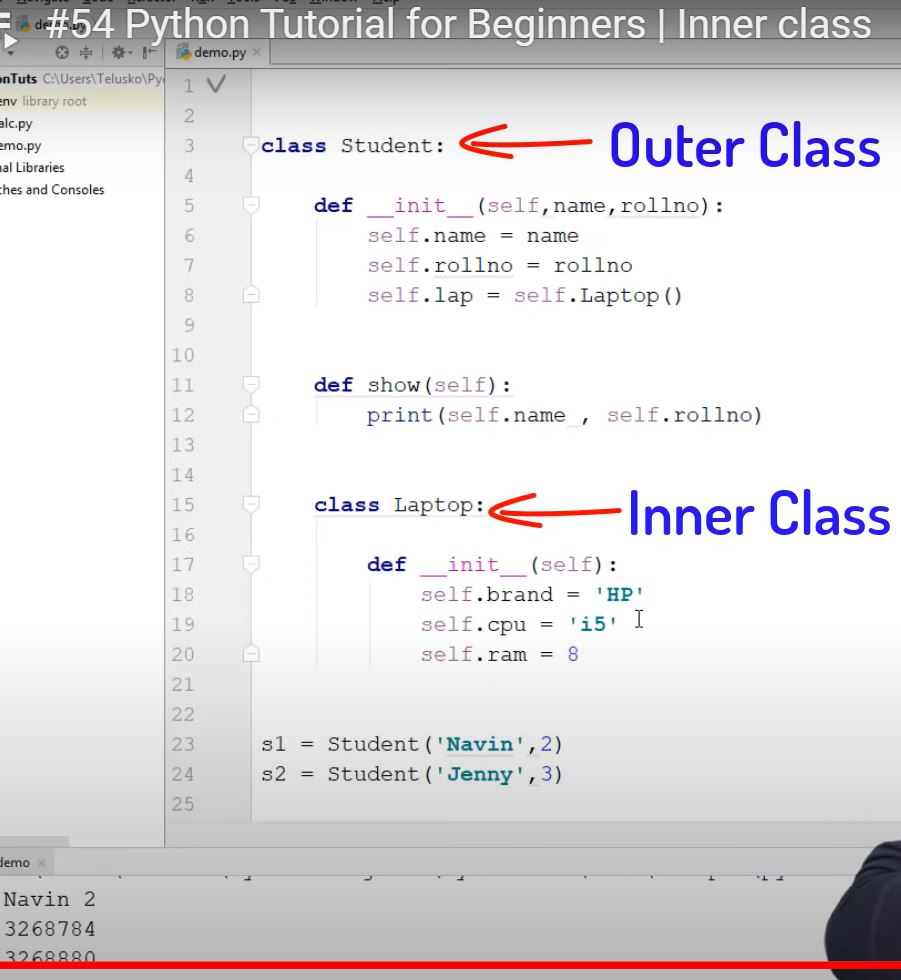 #54 Python Tutorial for Beginners | Inner class
demo.py
onTuts C:\Users\Telusko\Py
env library root
alc.py
emo.py
nal Libraries
ches and Consoles
1
2
3 class Student:
Outer Class
4
5 def __init__(self,name,rollno):
6 self.name = name
7 self.rollno = rollno
8 self.lap = self.Laptop()
9
10
11 def show(self):
12 print(self.name , self.rollno)
13
14
15 class Laptop:
Inner Class
16
17 def __init__(self):
18 self.brand = 'HP'
19 self.cpu = 'i5'
20 self.ram = 8
21
22
23 s1 = Student('Navin',2)
24 s2 = Student('Jenny',3)
25
demo
Navin 2
3268784
3268880